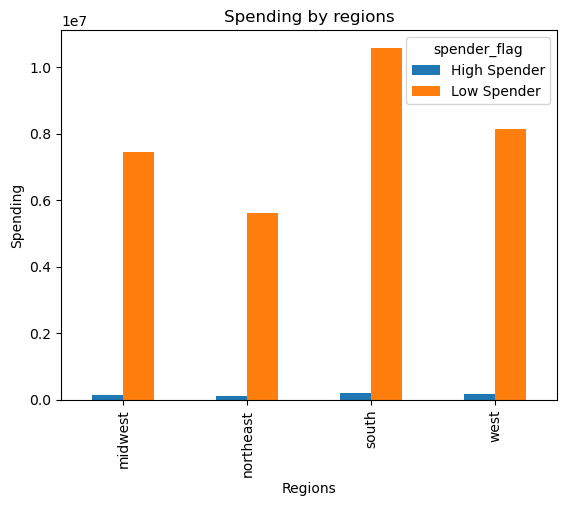 Spending by regions
1e7
spender_flag
High Spender
Low Spender
1.0
0.8
0.6
0.4
0.2
0.0
Spending
midwest
northeast
south
west
Regions